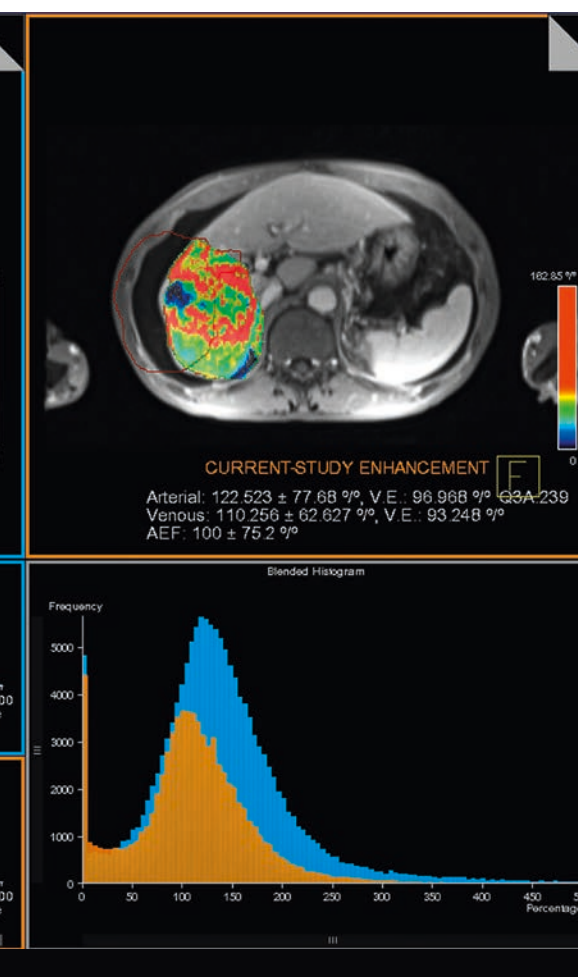 162.85 º/º
0
CURRENT-STUDY ENHANCEMENT F
Arterial: 122.523 ± 77.68 º/º, V.E.: 96.968 º/º Q3A.239
Venous: 110.256 ± 62.627 º/º, V.E.: 93.248 º/º
AEF: 100 ± 75.2 º/º
Blended Histogram
Frequency
5000
4000
3000
2000
1000
0
0 50 100 150 200 250 300 350 400 450
Percentage